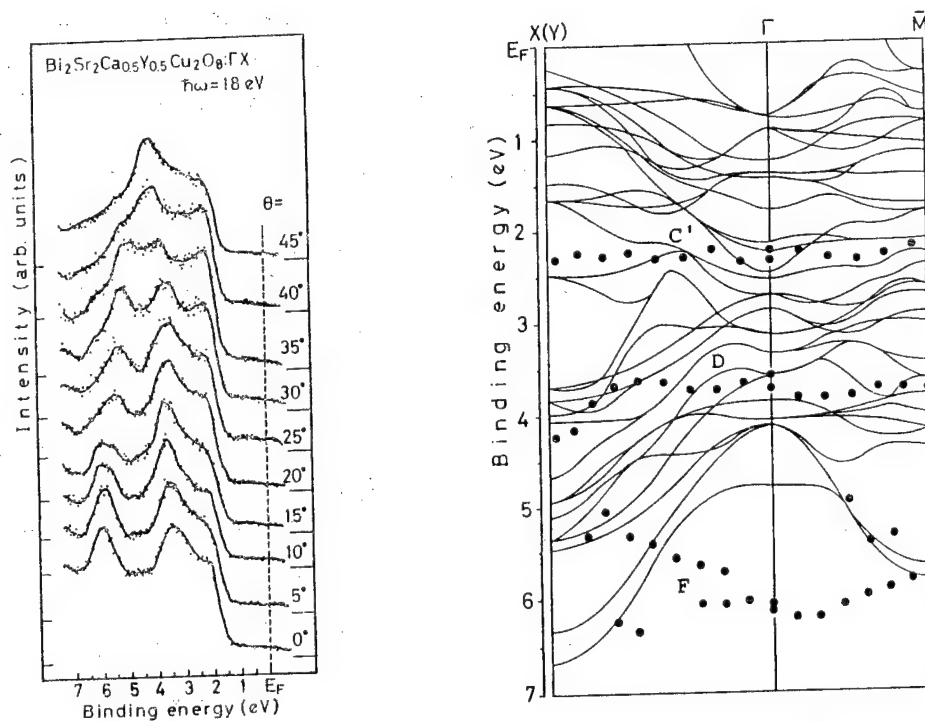 Bi₂Sr₂Ca₀.₅Y₀.₅Cu₂O₈:ΓX
ħω=18 eV
Intensity (arb. units)
θ=
45°
40°
35°
30°
25°
20°
15°
10°
5°
0°
7 6 5 4 3 2 1 E_F
Binding energy (eV)
X(Y) Γ M̄
E_F
1
2
3
4
5
6
7
Binding energy (eV)
C'
D
F